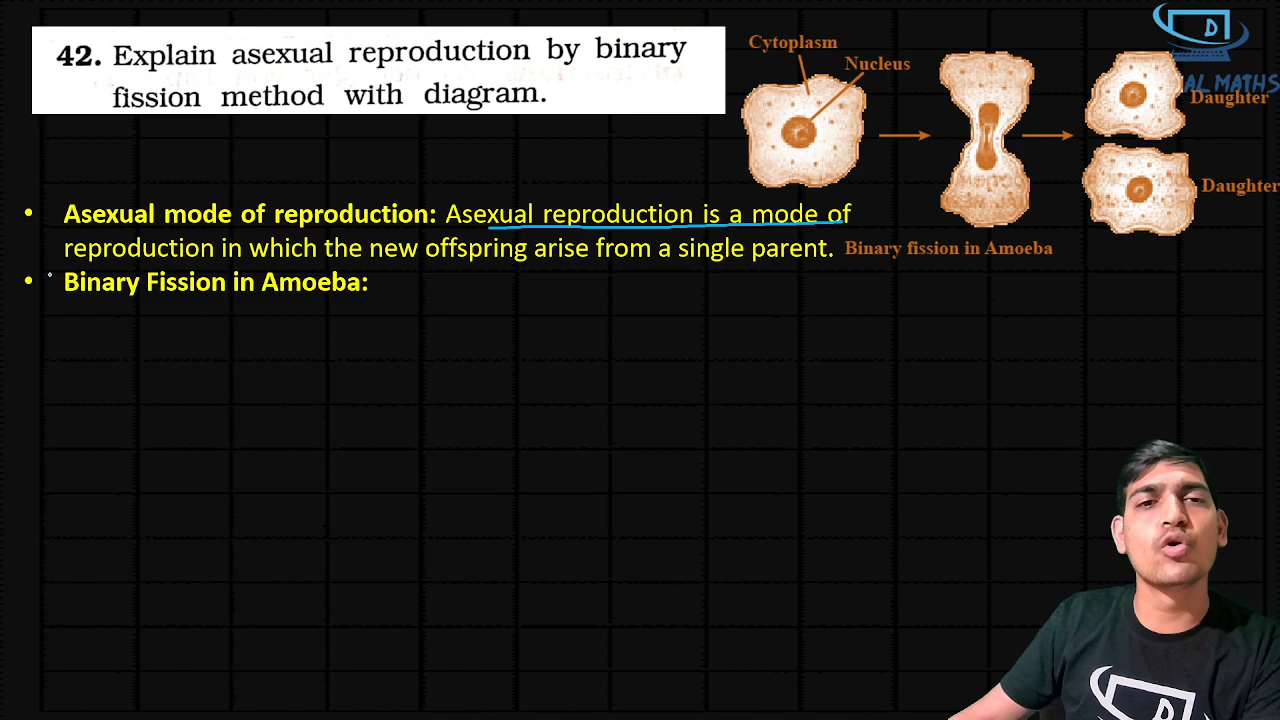 42. Explain asexual reproduction by binary
fission method with diagram.
Cytoplasm
Nucleus
D
AL MATHS
Daughter
Daughter
Binary fission in Amoeba
• Asexual mode of reproduction: Asexual reproduction is a mode of
reproduction in which the new offspring arise from a single parent.
• Binary Fission in Amoeba:
D